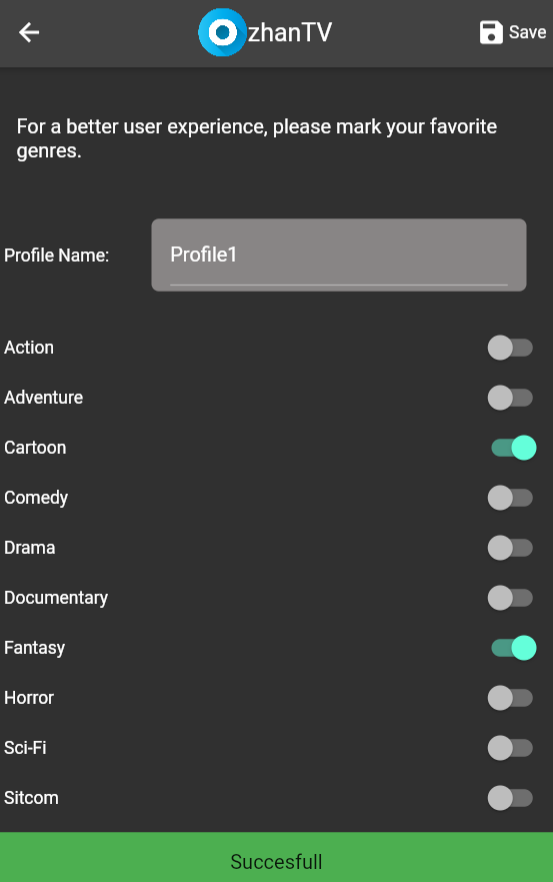 OzhanTV
Save
For a better user experience, please mark your favorite
genres.
Profile Name:
Profile1
Action
Adventure
Cartoon
Comedy
Drama
Documentary
Fantasy
Horror
Sci-Fi
Sitcom
Succesfull